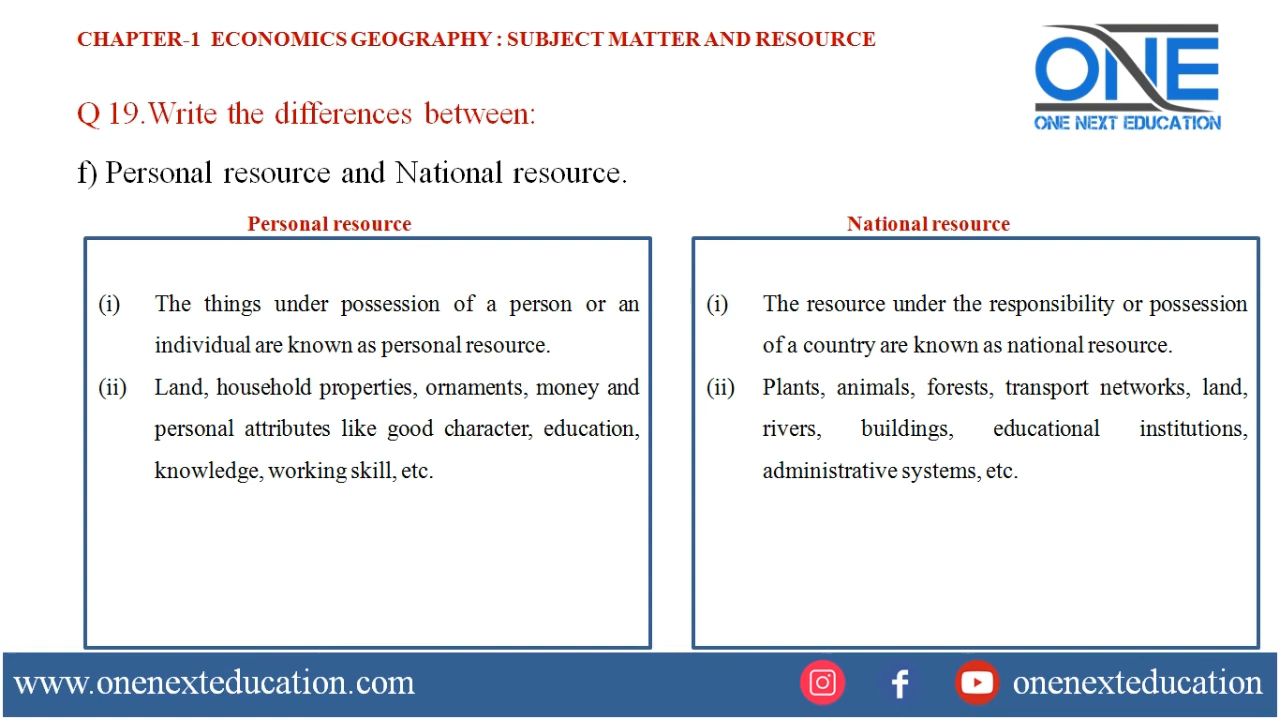 CHAPTER-1 ECONOMICS GEOGRAPHY : SUBJECT MATTER AND RESOURCE
ONE
ONE NEXT EDUCATION
Q 19.Write the differences between:
f) Personal resource and National resource.
Personal resource
(i) The things under possession of a person or an
individual are known as personal resource.
(ii) Land, household properties, ornaments, money and
personal attributes like good character, education,
knowledge, working skill, etc.
National resource
(i) The resource under the responsibility or possession
of a country are known as national resource.
(ii) Plants, animals, forests, transport networks, land,
rivers, buildings, educational institutions,
administrative systems, etc.
www.onenexteducation.com
onenexteducation